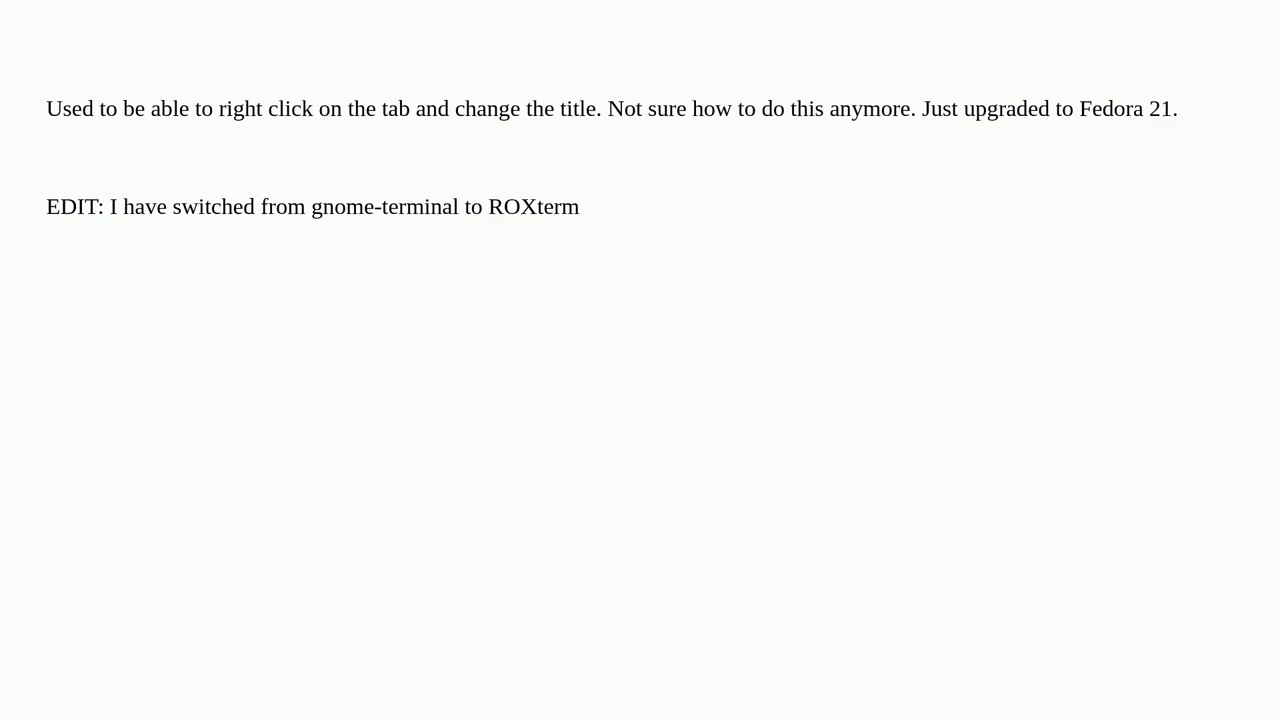 Used to be able to right click on the tab and change the title. Not sure how to do this anymore. Just upgraded to Fedora 21.
EDIT: I have switched from gnome-terminal to ROXterm